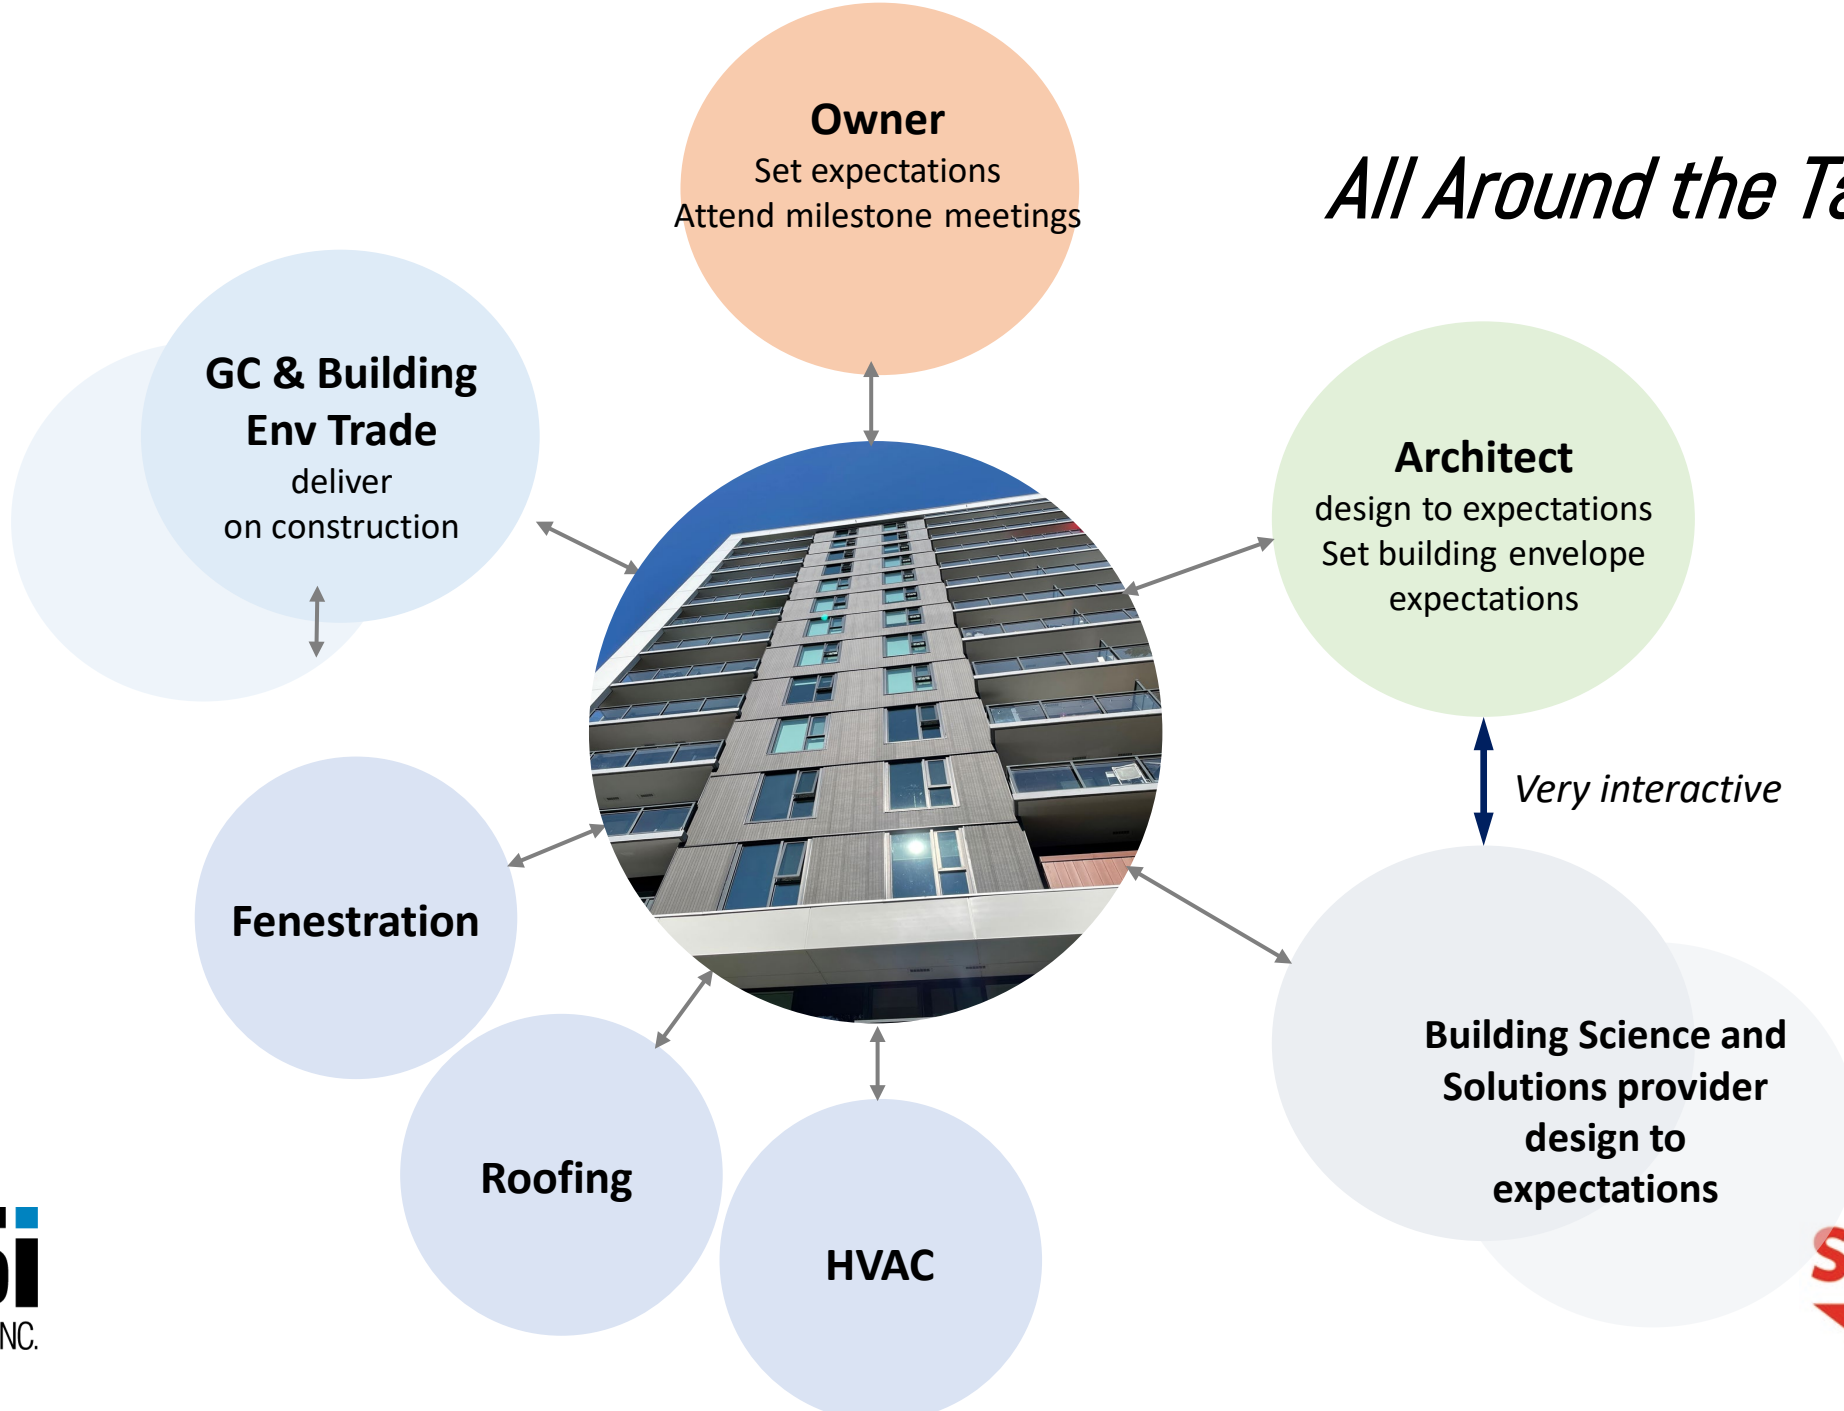 Owner
Set expectations
Attend milestone meetings
All Around the
GC & Building
Env Trade
deliver
on construction
Architect
design to expectations
Set building envelope
expectations
Very interactive
Fenestration
Building Science and
Solutions provider
design to
expectations
Roofing
HVAC